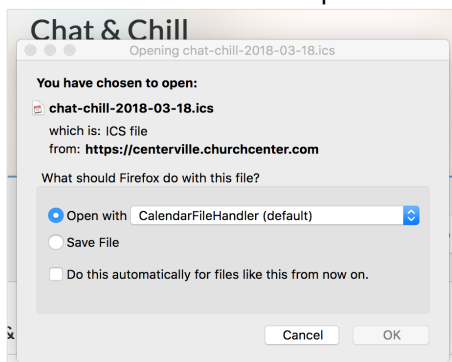 Chat & Chill
Opening chat-chill-2018-03-18.ics
You have chosen to open:
chat-chill-2018-03-18.ics
which is: ICS file
from: https://centerville.churchcenter.com
What should Firefox do with this file?
Open with CalendarFileHandler (default)
Save File
Do this automatically for files like this from now on.
Cancel OK
&